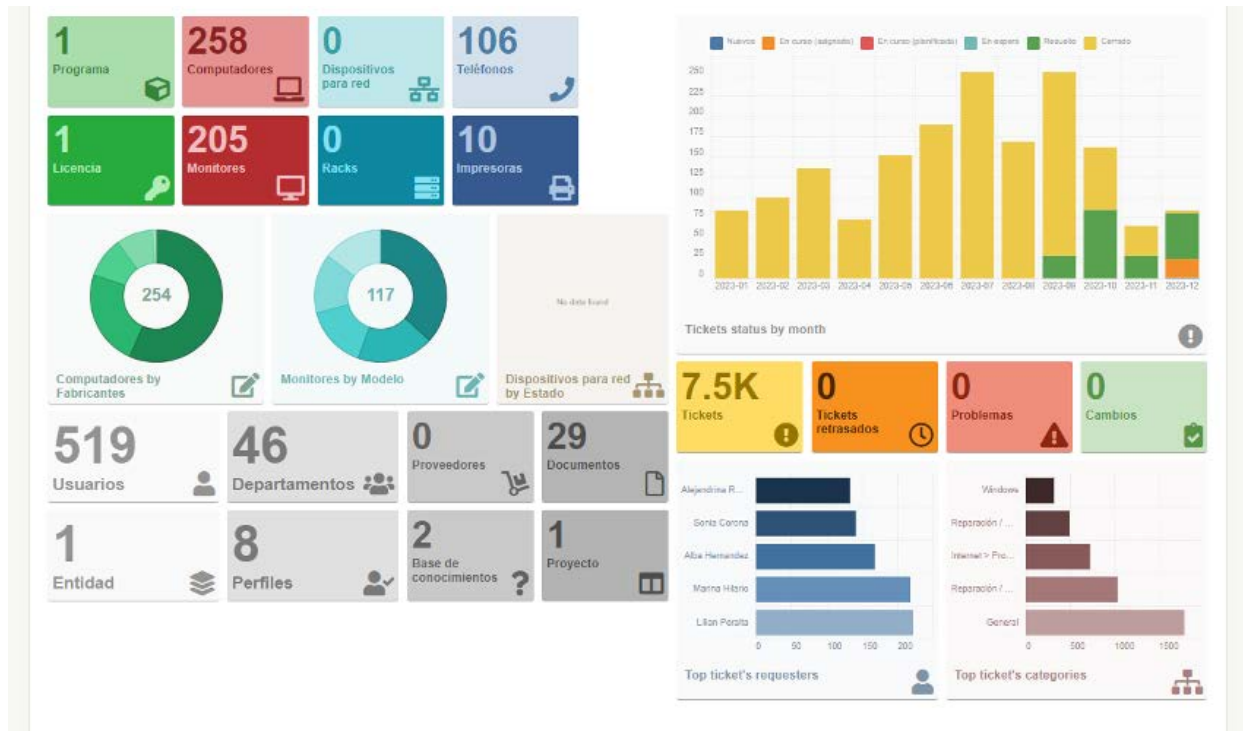 1
Programa
258
Computadores
0
Dispositivos
para red
106
Teléfonos
1
Licencia
205
Monitores
0
Racks
10
Impresoras
254
Computadores by
Fabricantes
117
Monitores by Modelo
No data found
Dispositivos para red
by Estado
519
Usuarios
46
Departamentos
0
Proveedores
29
Documentos
1
Entidad
8
Perfiles
2
Base de
conocimientos
1
Proyecto
Nuevos En curso (asignado) En curso (planificada) En espera Resuelto Cerrado
250
225
200
175
150
125
100
75
50
25
0
2023-01 2023-02 2023-03 2023-04 2023-05 2023-06 2023-07 2023-08 2023-09 2023-10 2023-11 2023-12
Tickets status by month
7.5K
Tickets
0
Tickets
retrasados
0
Problemas
0
Cambios
Alejandrina R...
Sonia Corona
Alba Hernandez
Marina Hilario
Lilian Peralta
0 50 100 150 200
Top ticket's requesters
Windows
Reparación / ...
Internet > Pro...
Reparación / ...
General
0 500 1000 1500
Top ticket's categories